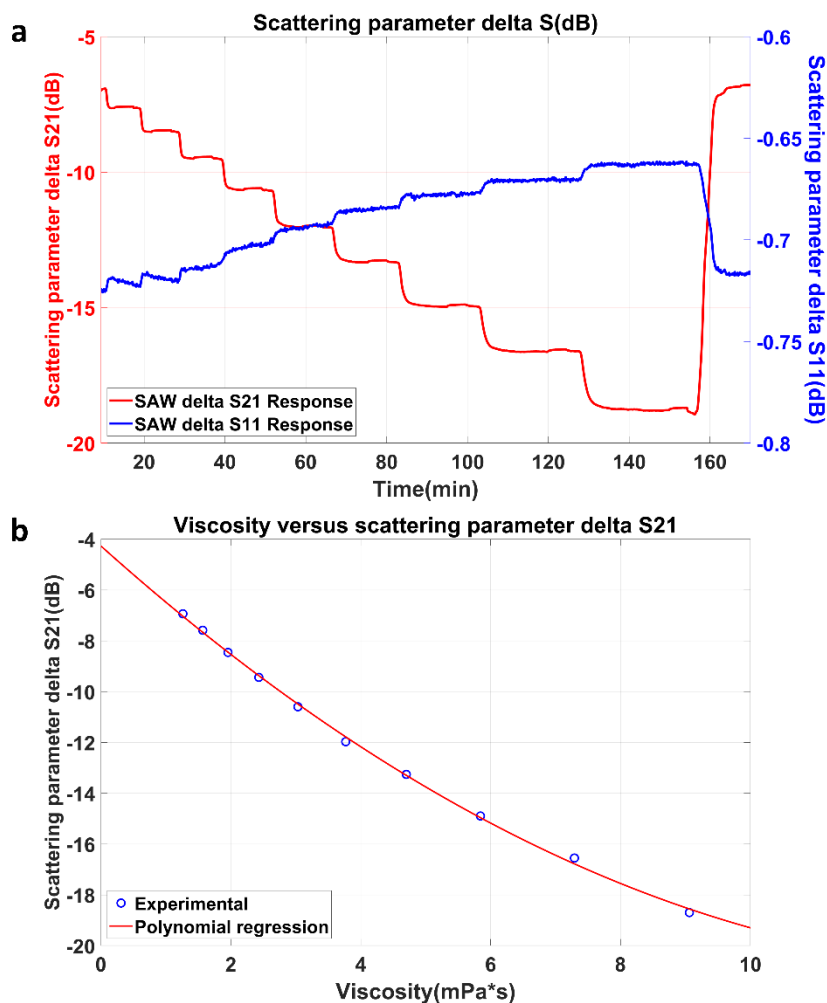 a
Scattering parameter delta S(dB)
Scattering parameter delta S21(dB)
-5
-10
-15
-20
-0.6
-0.65
-0.7
-0.75
-0.8
Scattering parameter delta S11(dB)
SAW delta S21 Response
SAW delta S11 Response
20 40 60 80 100 120 140 160
Time(min)
b
Viscosity versus scattering parameter delta S21
Scattering parameter delta S21(dB)
-4
-6
-8
-10
-12
-14
-16
-18
-20
Experimental
Polynomial regression
0 2 4 6 8 10
Viscosity(mPa*s)